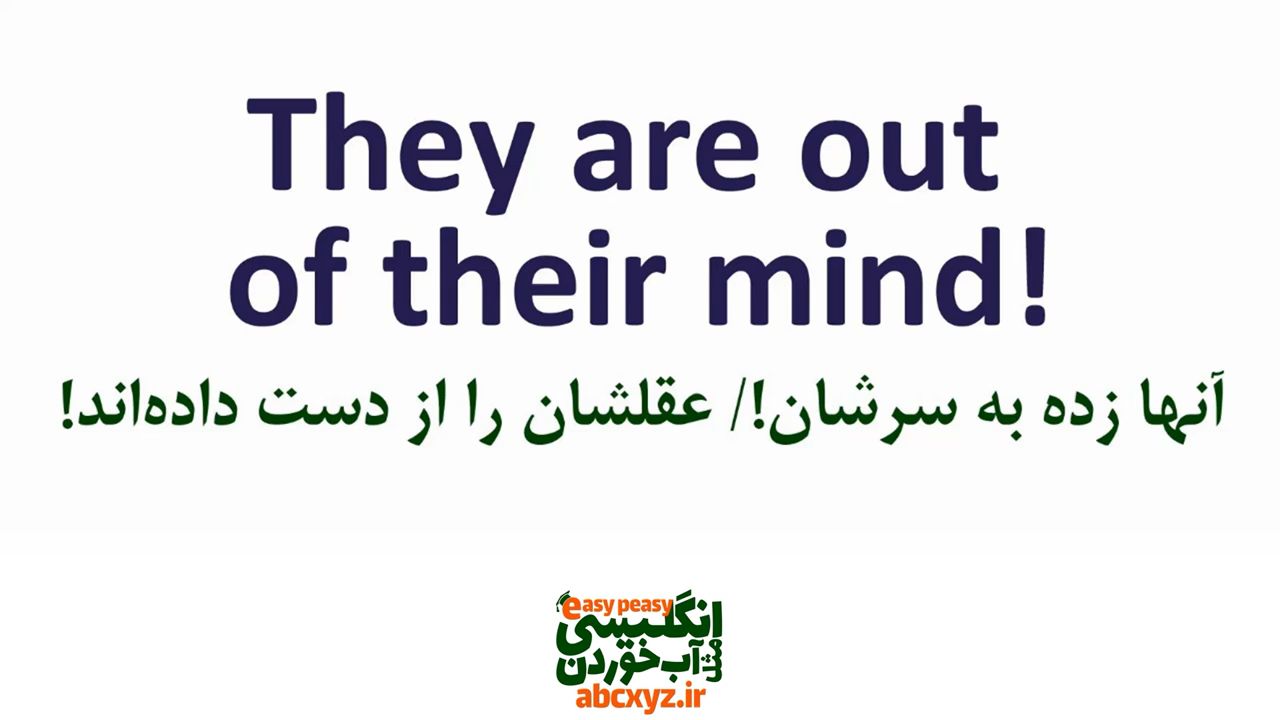 They are out
of their mind!
آنها زده به سرشان!/ عقلشان را از دست داده‌اند!
easy peasy
انگلیسی
مثل آب خوردن
abcxyz.ir